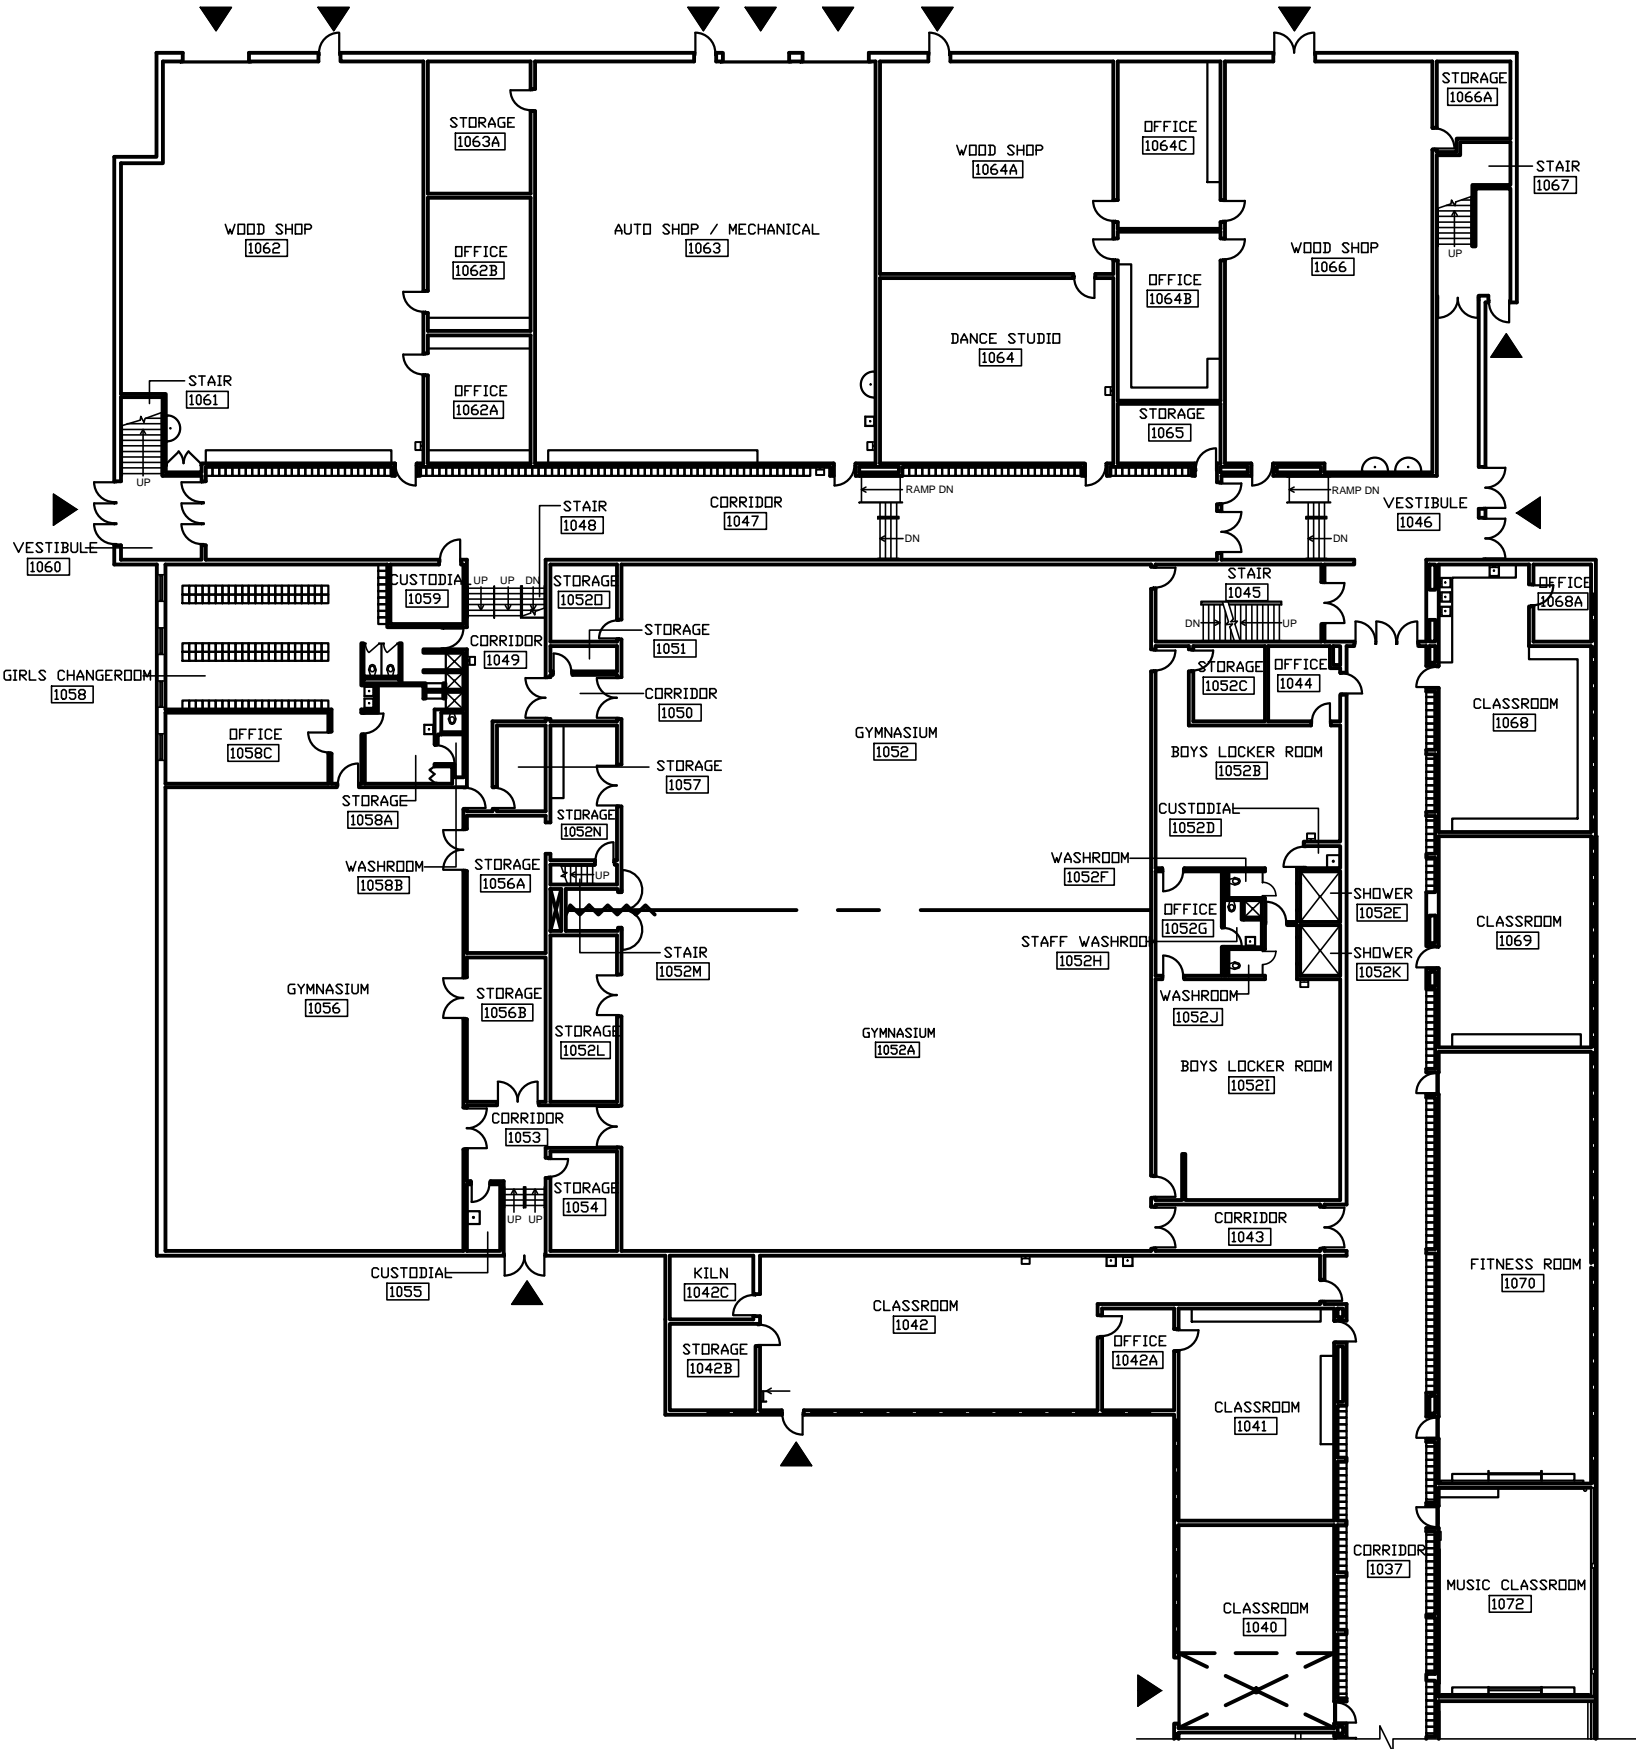 STORAGE
1066A
STORAGE
1063A
OFFICE
1064C
WOOD SHOP
1064A
STAIR
1067
WOOD SHOP
1062
AUTO SHOP / MECHANICAL
1063
OFFICE
1062B
WOOD SHOP
1066
UP
OFFICE
1064B
DANCE STUDIO
1064
STAIR
1061
OFFICE
1062A
STORAGE
1065
UP
RAMP DN
RAMP DN
CORRIDOR
1047
STAIR
1048
VESTIBULE
1046
DN
DN
VESTIBULE
1060
CUSTODIAL
1059
UP
UP
DN
STORAGE
1052O
STAIR
1045
OFFICE
1068A
DN
UP
STORAGE
1051
CORRIDOR
1049
GIRLS CHANGEROOM
1058
STORAGE
1052C
OFFICE
1044
CORRIDOR
1050
CLASSROOM
1068
OFFICE
1058C
GYMNASIUM
1052
BOYS LOCKER ROOM
1052B
STORAGE
1057
STORAGE
1058A
STORAGE
1052N
CUSTODIAL
1052D
WASHROOM
1058B
STORAGE
1056A
UP
WASHROOM
1052F
SHOWER
1052E
OFFICE
1052G
CLASSROOM
1069
STAFF WASHROO
1052H
STAIR
1052M
SHOWER
1052K
GYMNASIUM
1056
STORAGE
1056B
WASHROOM
1052J
STORAGE
1052L
GYMNASIUM
1052A
BOYS LOCKER ROOM
1052I
CORRIDOR
1053
STORAGE
1054
UP
UP
CORRIDOR
1043
CUSTODIAL
1055
KILN
1042C
FITNESS ROOM
1070
CLASSROOM
1042
STORAGE
1042B
OFFICE
1042A
CLASSROOM
1041
CORRIDOR
1037
MUSIC CLASSROOM
1072
CLASSROOM
1040